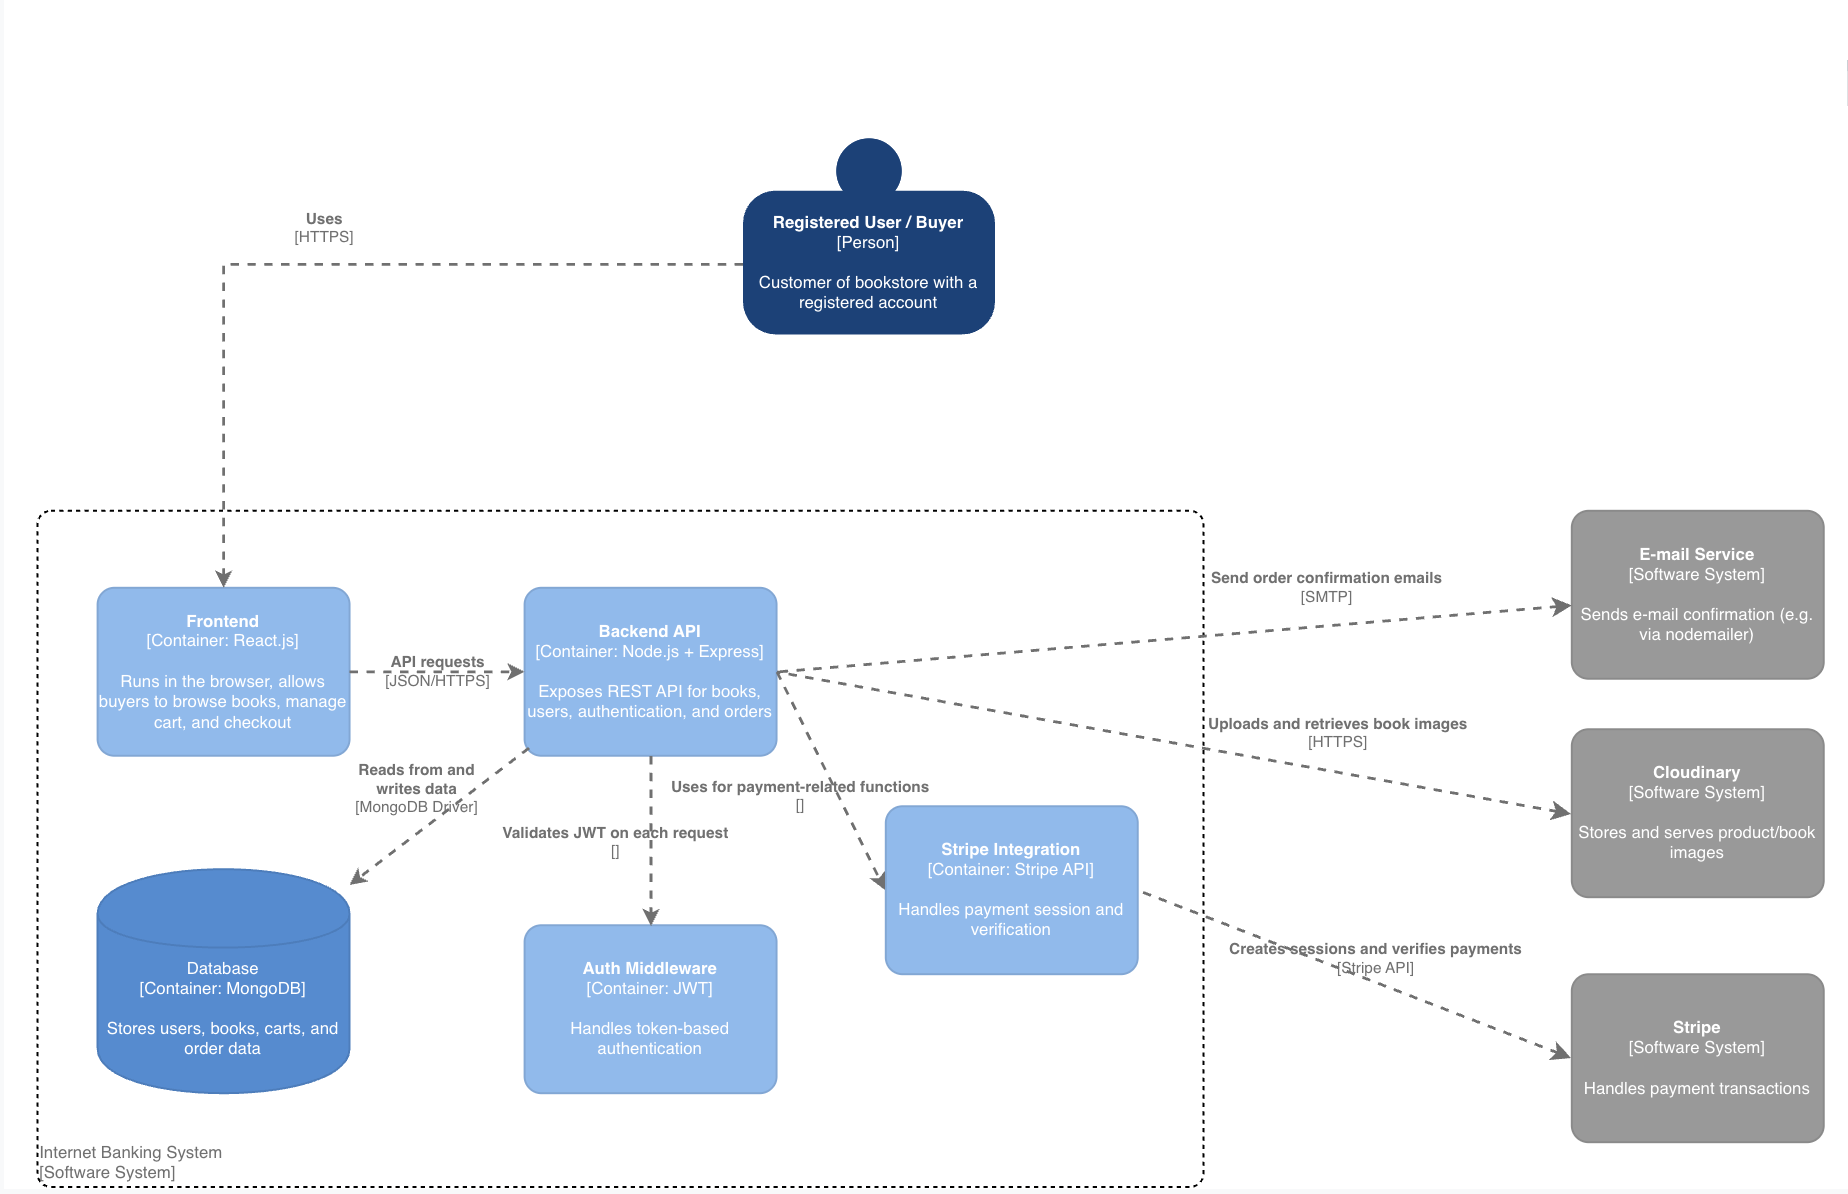 Registered User / Buyer
[Person]
Customer of bookstore with a
registered account
Uses
[HTTPS]
Frontend
[Container: React.js]
Runs in the browser, allows
buyers to browse books, manage
cart, and checkout
API requests
[JSON/HTTPS]
Backend API
[Container: Node.js + Express]
Exposes REST API for books,
users, authentication, and orders
Send order confirmation emails
[SMTP]
E-mail Service
[Software System]
Sends e-mail confirmation (e.g.
via nodemailer)
Uploads and retrieves book images
[HTTPS]
Cloudinary
[Software System]
Stores and serves product/book
images
Reads from and
writes data
[MongoDB Driver]
Uses for payment-related functions
[]
Validates JWT on each request
[]
Stripe Integration
[Container: Stripe API]
Handles payment session and
verification
Creates sessions and verifies payments
[Stripe API]
Database
[Container: MongoDB]
Stores users, books, carts, and
order data
Auth Middleware
[Container: JWT]
Handles token-based
authentication
Stripe
[Software System]
Handles payment transactions
Internet Banking System
[Software System]